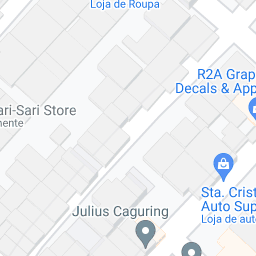 Loja de Roupa
R2A Grap
Decals & App
ari-Sari Store
nente
Sta. Crist
Auto Sup
Loja de aut
Julius Caguring